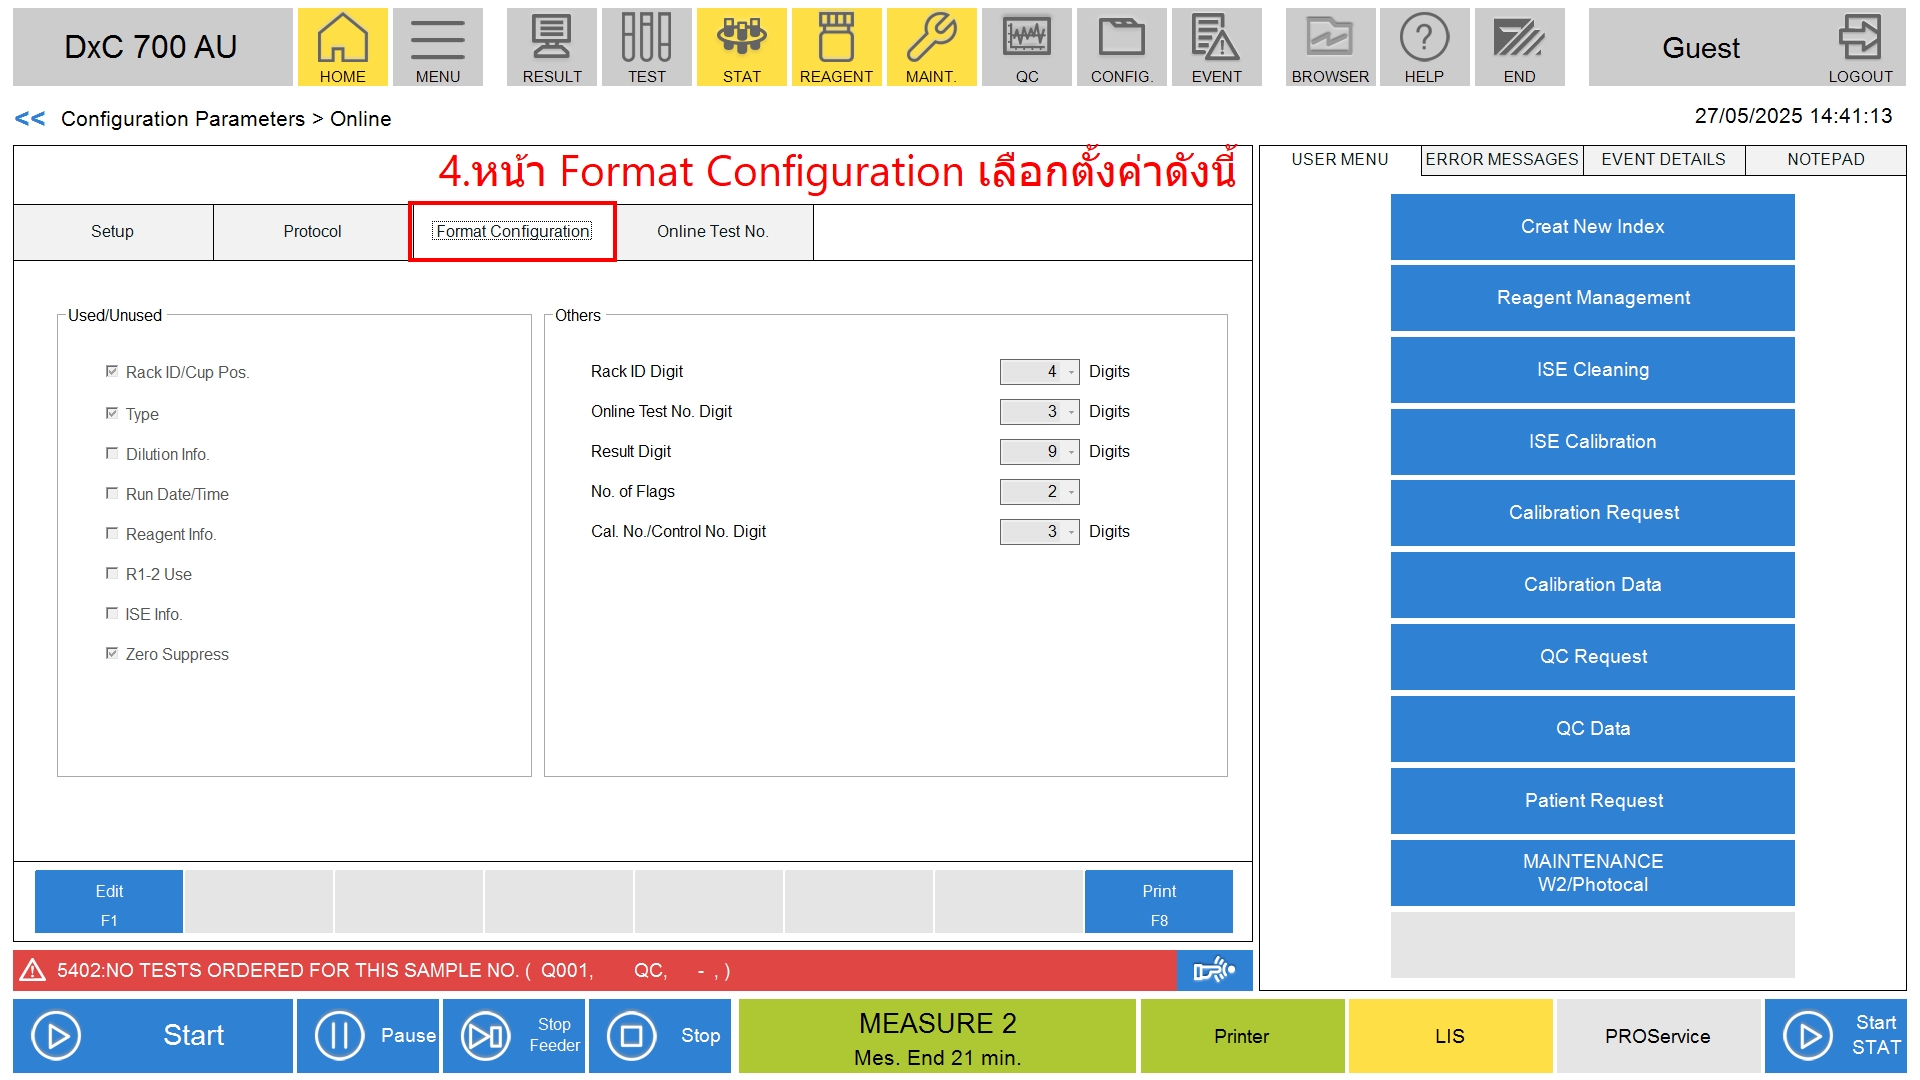 DxC 700 AU
HOME
MENU
RESULT
TEST
STAT
REAGENT
MAINT.
QC
CONFIG.
EVENT
BROWSER
HELP
END
Guest
LOGOUT
<< Configuration Parameters > Online
27/05/2025 14:41:13
4.หน้า Format Configuration เลือกตั้งค่าดังนี้
USER MENU
ERROR MESSAGES
EVENT DETAILS
NOTEPAD
Setup
Protocol
Format Configuration
Online Test No.
Used/Unused
Rack ID/Cup Pos.
Type
Dilution Info.
Run Date/Time
Reagent Info.
R1-2 Use
ISE Info.
Zero Suppress
Others
Rack ID Digit 4 Digits
Online Test No. Digit 3 Digits
Result Digit 9 Digits
No. of Flags 2
Cal. No./Control No. Digit 3 Digits
Creat New Index
Reagent Management
ISE Cleaning
ISE Calibration
Calibration Request
Calibration Data
QC Request
QC Data
Patient Request
MAINTENANCE
W2/Photocal
Edit
F1
Print
F8
5402:NO TESTS ORDERED FOR THIS SAMPLE NO. ( Q001, QC, - , )
Start
Pause
Stop
Feeder
Stop
MEASURE 2
Mes. End 21 min.
Printer
LIS
PROService
Start
STAT